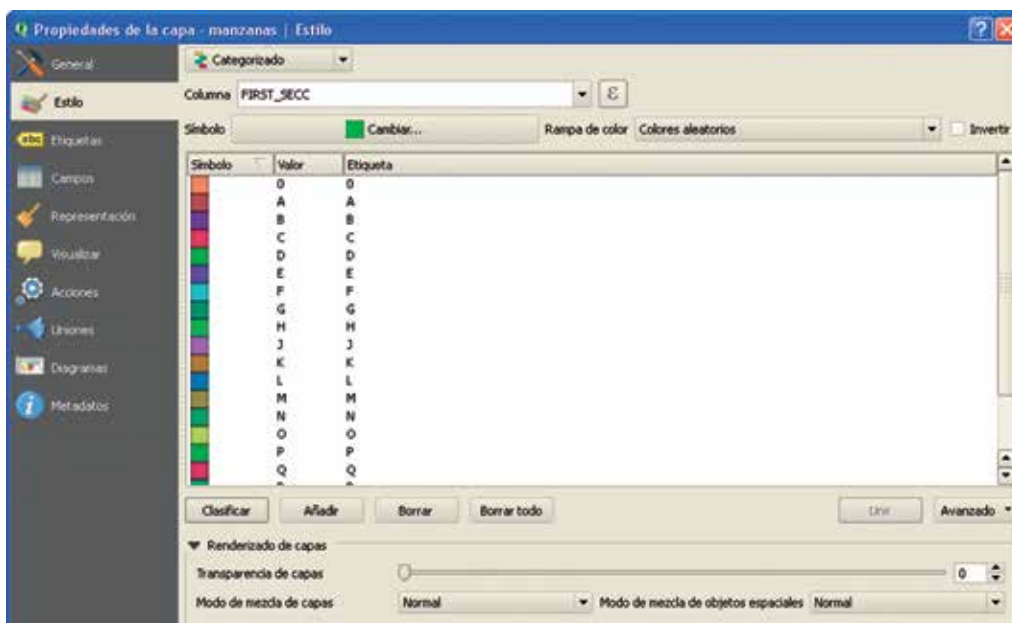 Propiedades de la capa - manzanas | Estilo
General
Estilo
Etiquetas
Campos
Representación
Visualizar
Acciones
Uniones
Diagramas
Metadatos
Categorizado
Columna FIRST_SECC ε
Símbolo Cambiar... Rampa de color Colores aleatorios Invertir
Símbolo Valor Etiqueta
0 0
A A
B B
C C
D D
E E
F F
G G
H H
J J
K K
L L
M M
N N
O O
P P
Q Q
Clasificar Añadir Borrar Borrar todo Unir Avanzado
Renderizado de capas
Transparencia de capas 0
Modo de mezcla de capas Normal Modo de mezcla de objetos espaciales Normal